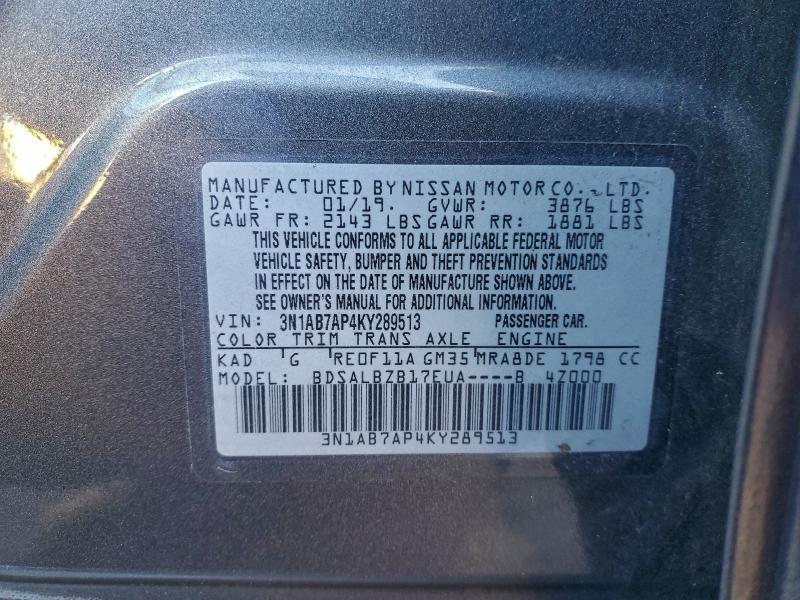 MANUFACTURED BY NISSAN MOTOR CO., LTD.
DATE: 01/19. GVWR: 3876 LBS
GAWR FR: 2143 LBS GAWR RR: 1881 LBS
THIS VEHICLE CONFORMS TO ALL APPLICABLE FEDERAL MOTOR
VEHICLE SAFETY, BUMPER AND THEFT PREVENTION STANDARDS
IN EFFECT ON THE DATE OF MANUFACTURE SHOWN ABOVE.
SEE OWNER'S MANUAL FOR ADDITIONAL INFORMATION.
VIN: 3N1AB7AP4KY289513 PASSENGER CAR.
COLOR TRIM TRANS AXLE ENGINE
KAD G RE0F11A GM35 MRA8DE 1798 CC
MODEL: BDSALBZB17EUA----B 4Z000
3N1AB7AP4KY289513